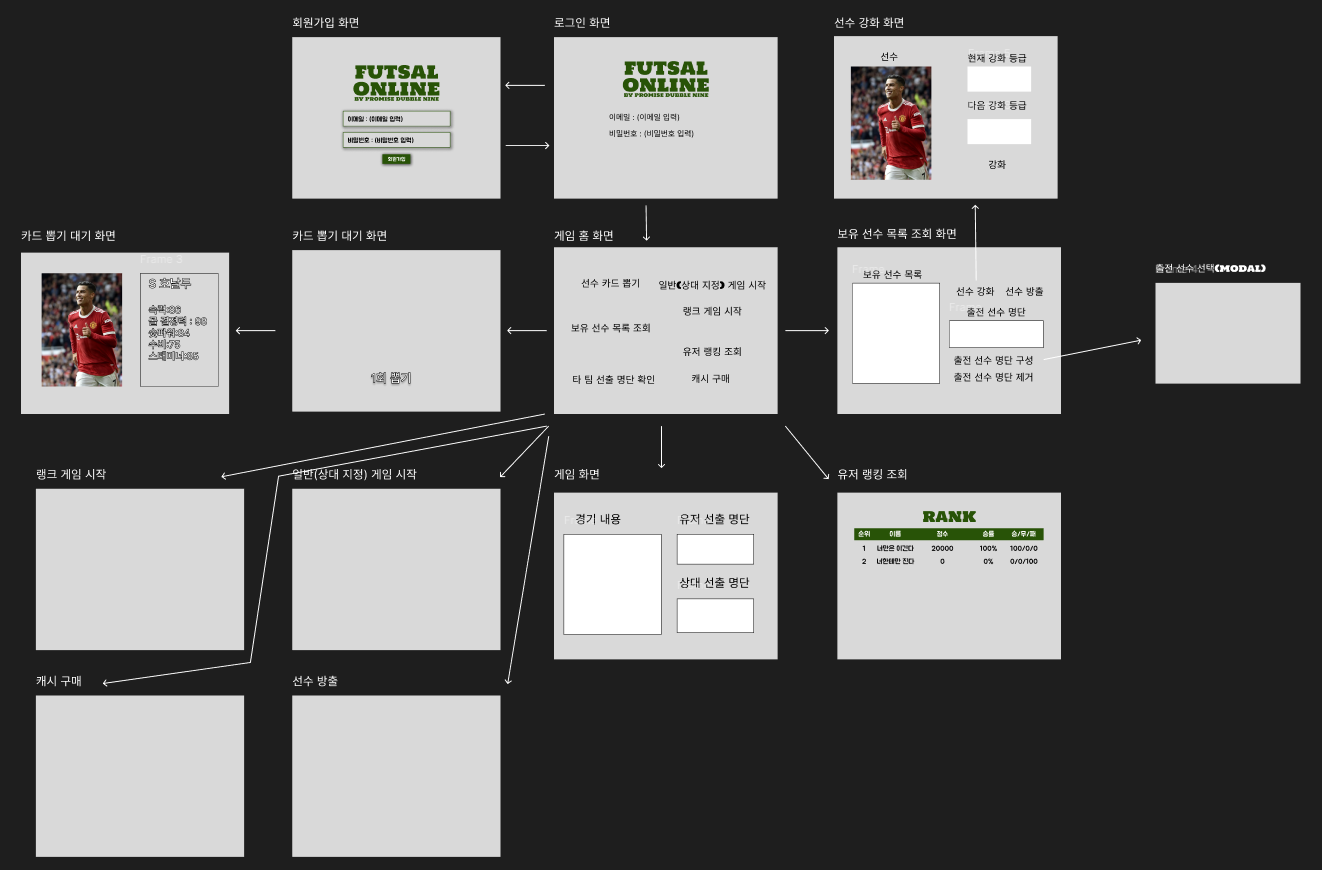 회원가입 화면
FUTSAL
ONLINE
BY PROMISE DUBBLE NINE
이메일 : (이메일 입력)
비밀번호 : (비밀번호 입력)
회원가입
로그인 화면
FUTSAL
ONLINE
BY PROMISE DUBBLE NINE
이메일 : (이메일 입력)
비밀번호 : (비밀번호 입력)
선수 강화 화면
선수
현재 강화 등급
다음 강화 등급
강화
카드 뽑기 대기 화면
Frame 3
S 호날두
속력:86
골 결정력 : 90
슛파워:94
수비:75
스태미너:85
카드 뽑기 대기 화면
1회 뽑기
게임 홈 화면
선수 카드 뽑기
일반(상대 지정) 게임 시작
랭크 게임 시작
보유 선수 목록 조회
유저 랭킹 조회
타 팀 선출 명단 확인
캐시 구매
보유 선수 목록 조회 화면
보유 선수 목록
선수 강화
선수 방출
출전 선수 명단
출전 선수 명단 구성
출전 선수 명단 제거
출전 선수 선택(MODAL)
랭크 게임 시작
일반(상대 지정) 게임 시작
게임 화면
경기 내용
유저 선출 명단
상대 선출 명단
유저 랭킹 조회
RANK
순위 이름 점수 승률 승/무/패
1 너만은 이긴다 20000 100% 100/0/0
2 너한테만 진다 0 0% 0/0/100
캐시 구매
선수 방출